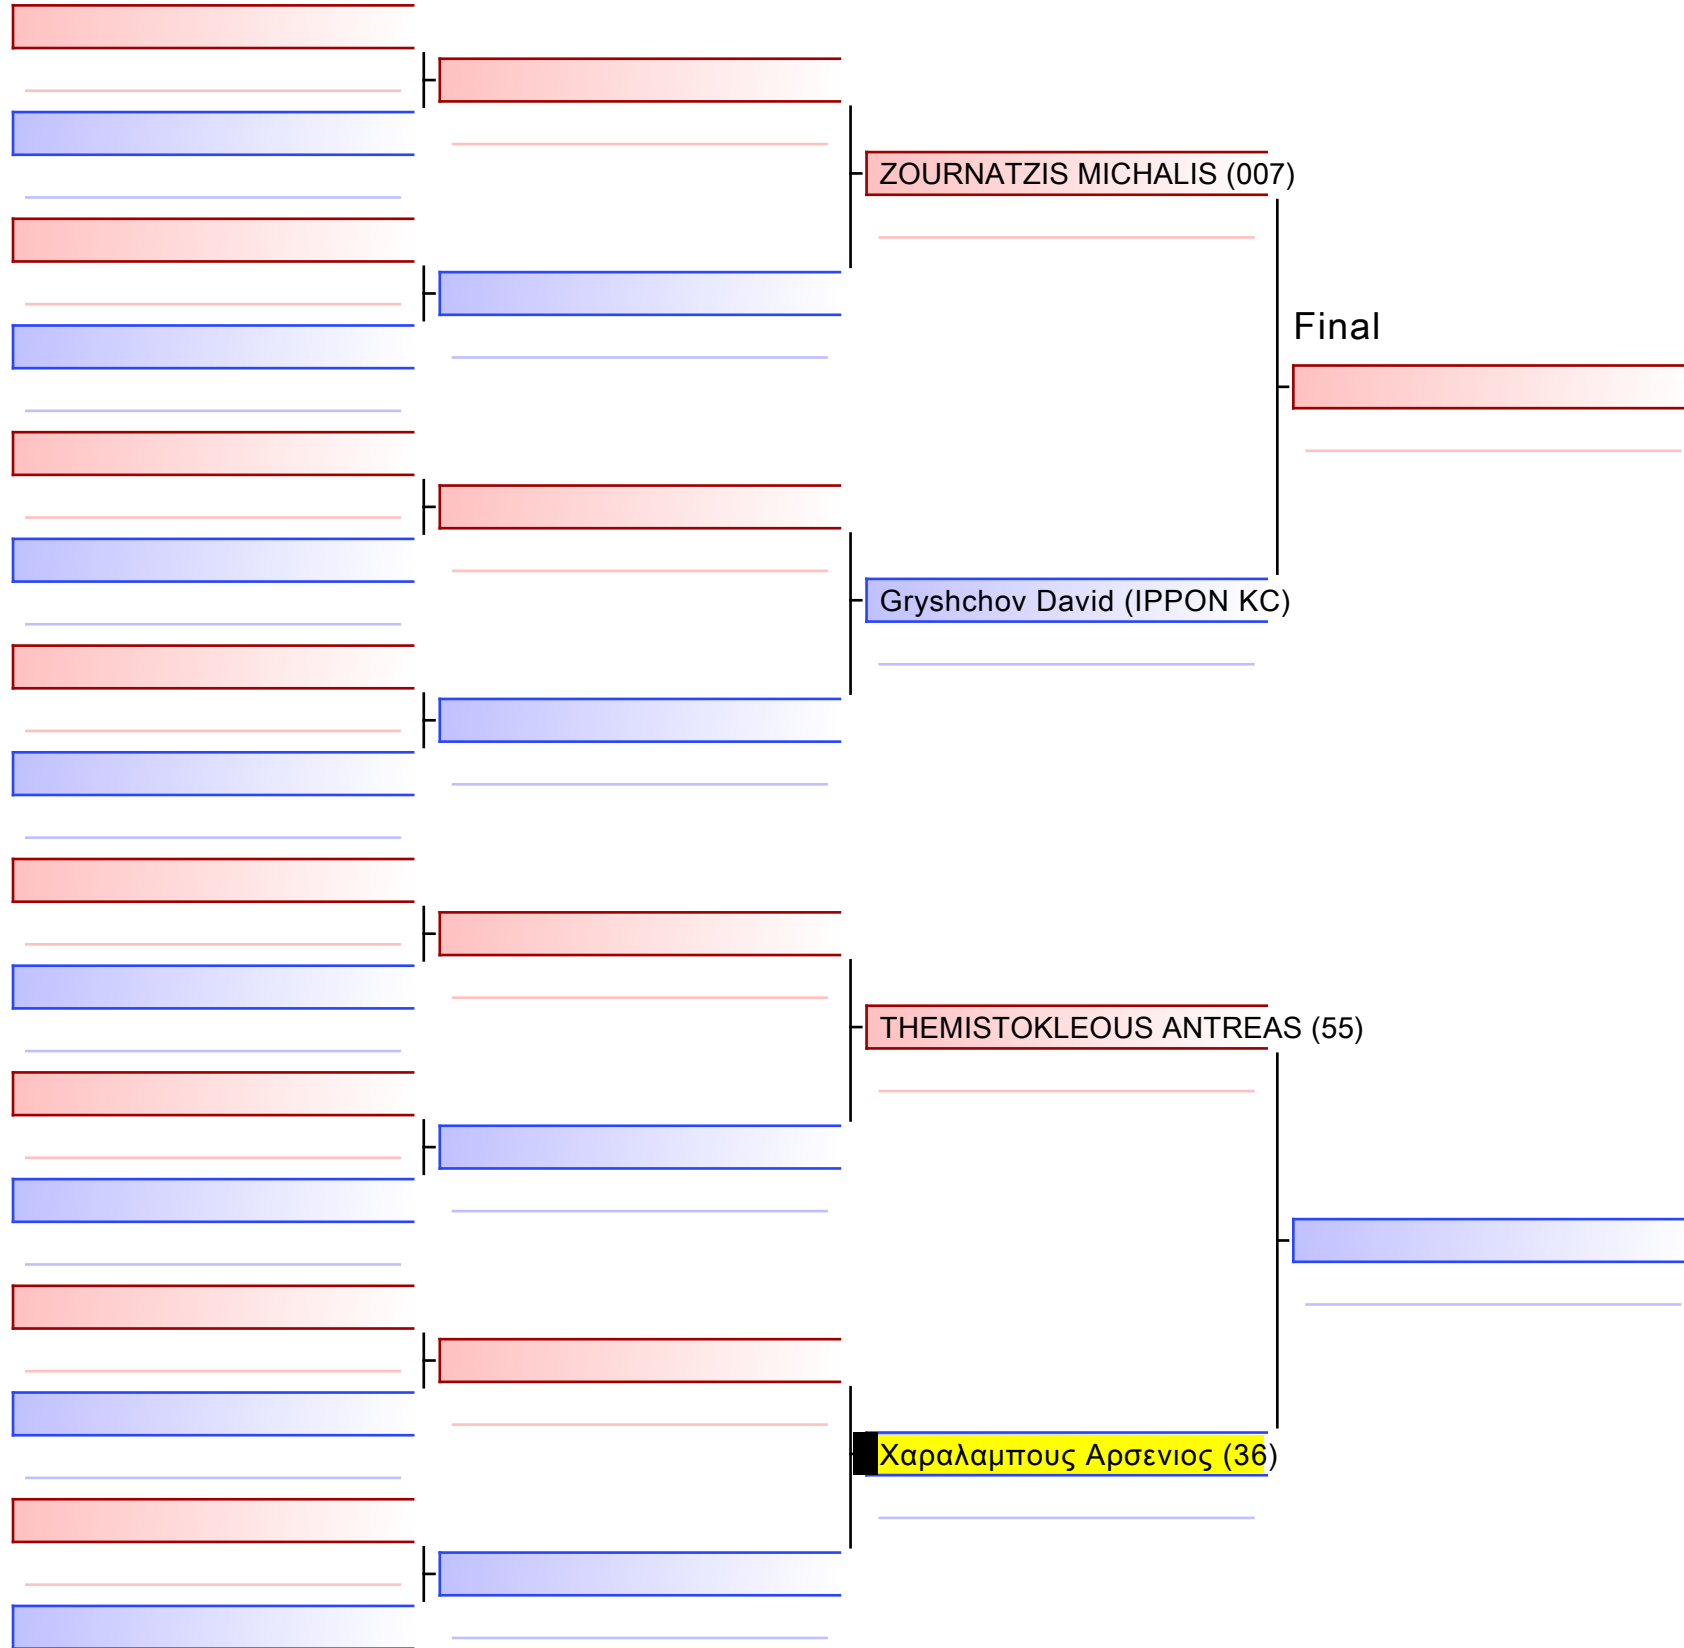 ZOURNATZIS MICHALIS (007)
Final
Gryshchov David (IPPON KC)
THEMISTOKLEOUS ANTREAS (55)
Χαραλαμπους Αρσενιος (36)